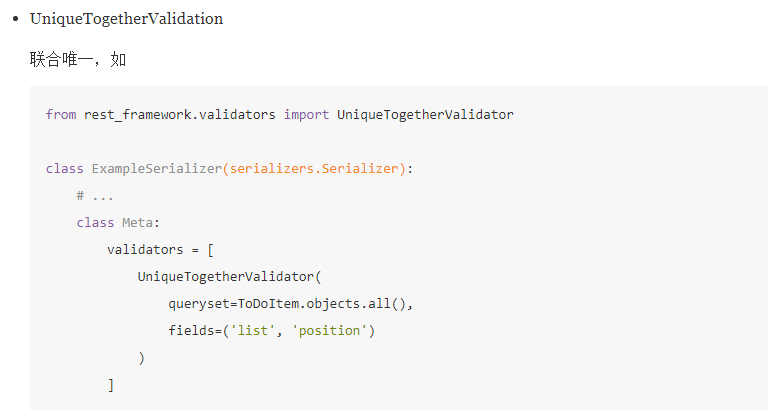 UniqueTogetherValidation
联合唯一，如
from rest_framework.validators import UniqueTogetherValidator
class ExampleSerializer(serializers.Serializer):
    # ...
    class Meta:
        validators = [
            UniqueTogetherValidator(
                queryset=ToDoItem.objects.all(),
                fields=('list', 'position')
            )
        ]